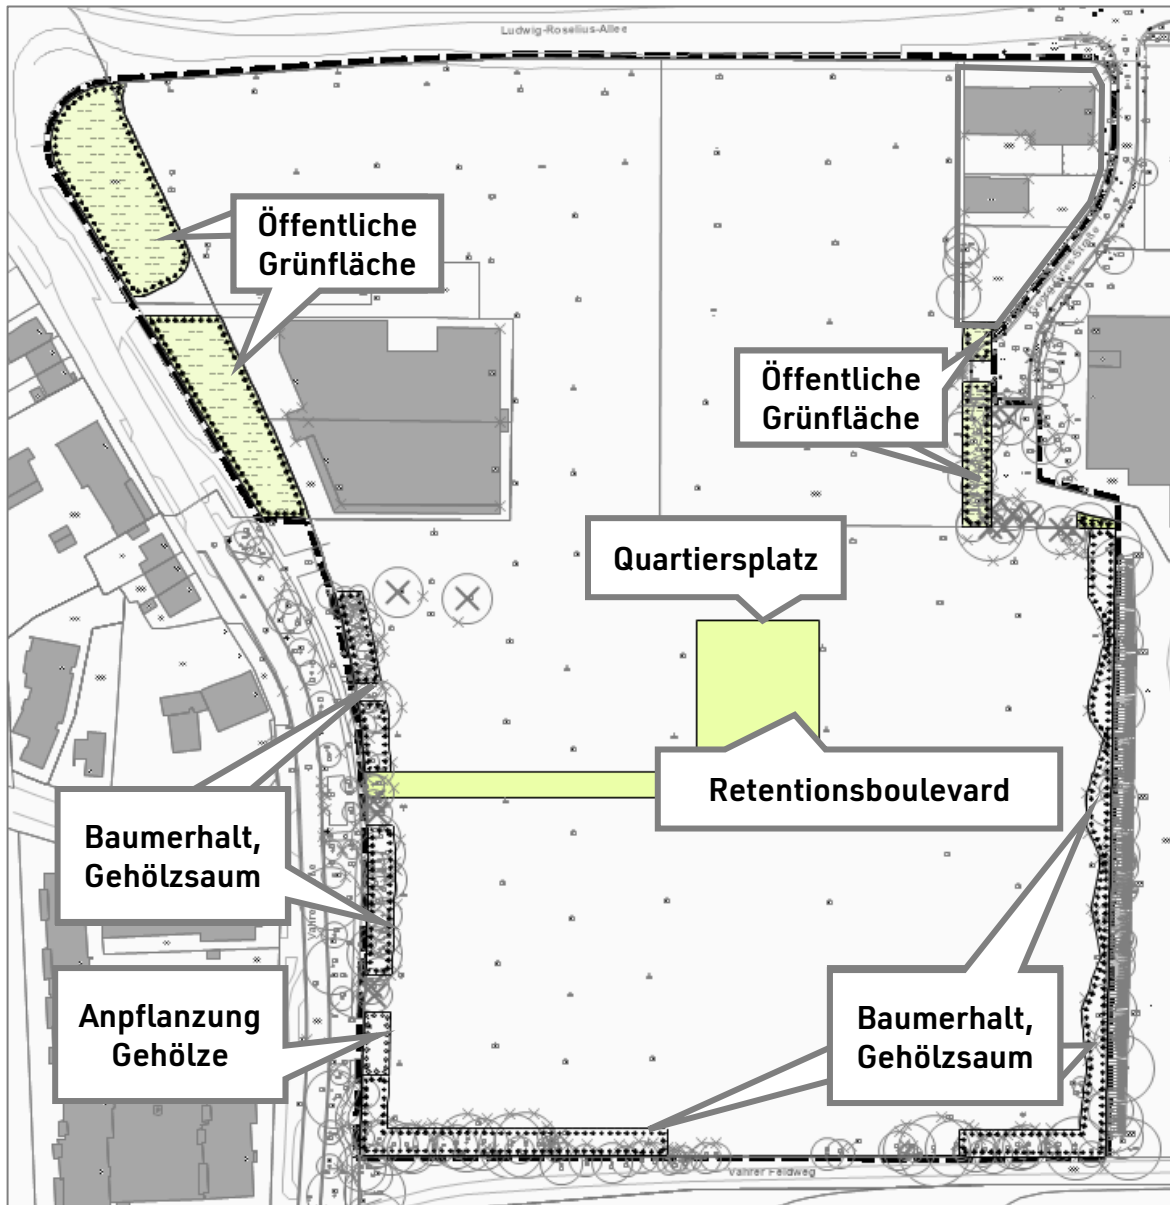 Ludwig-Roselius-Allee
Öffentliche
Grünfläche
Öffentliche
Grünfläche
Quartiersplatz
Retentionsboulevard
Baumerhalt,
Gehölzsaum
Anpflanzung
Gehölze
Baumerhalt,
Gehölzsaum
Vahrer Feldweg